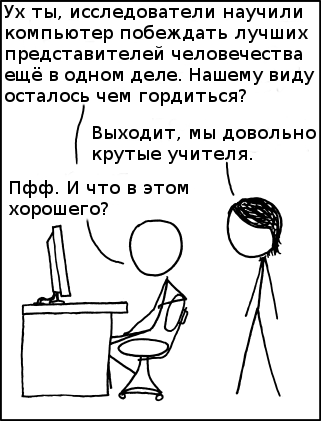 Ух ты, исследователи научили
компьютер побеждать лучших
представителей человечества
ещё в одном деле. Нашему виду
осталось чем гордиться?
Выходит, мы довольно
крутые учителя.
Пфф. И что в этом
хорошего?